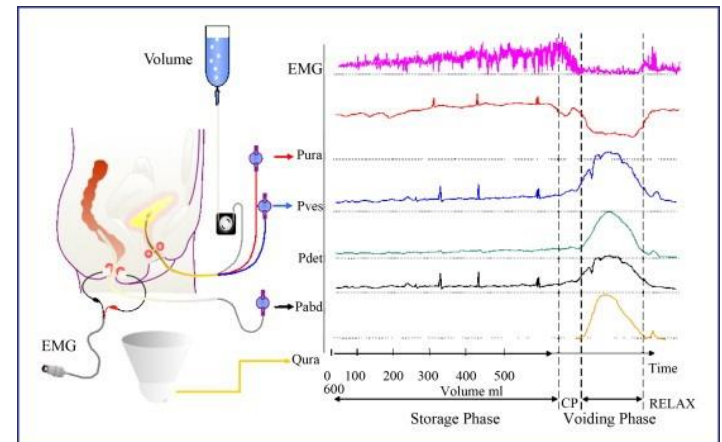 Volume
EMG
Pura
Pves
Pdet
Pabd
EMG
Qura
Time
0 100 200 300 400 500
600
Volume ml
CP
RELAX
Storage Phase
Voiding Phase